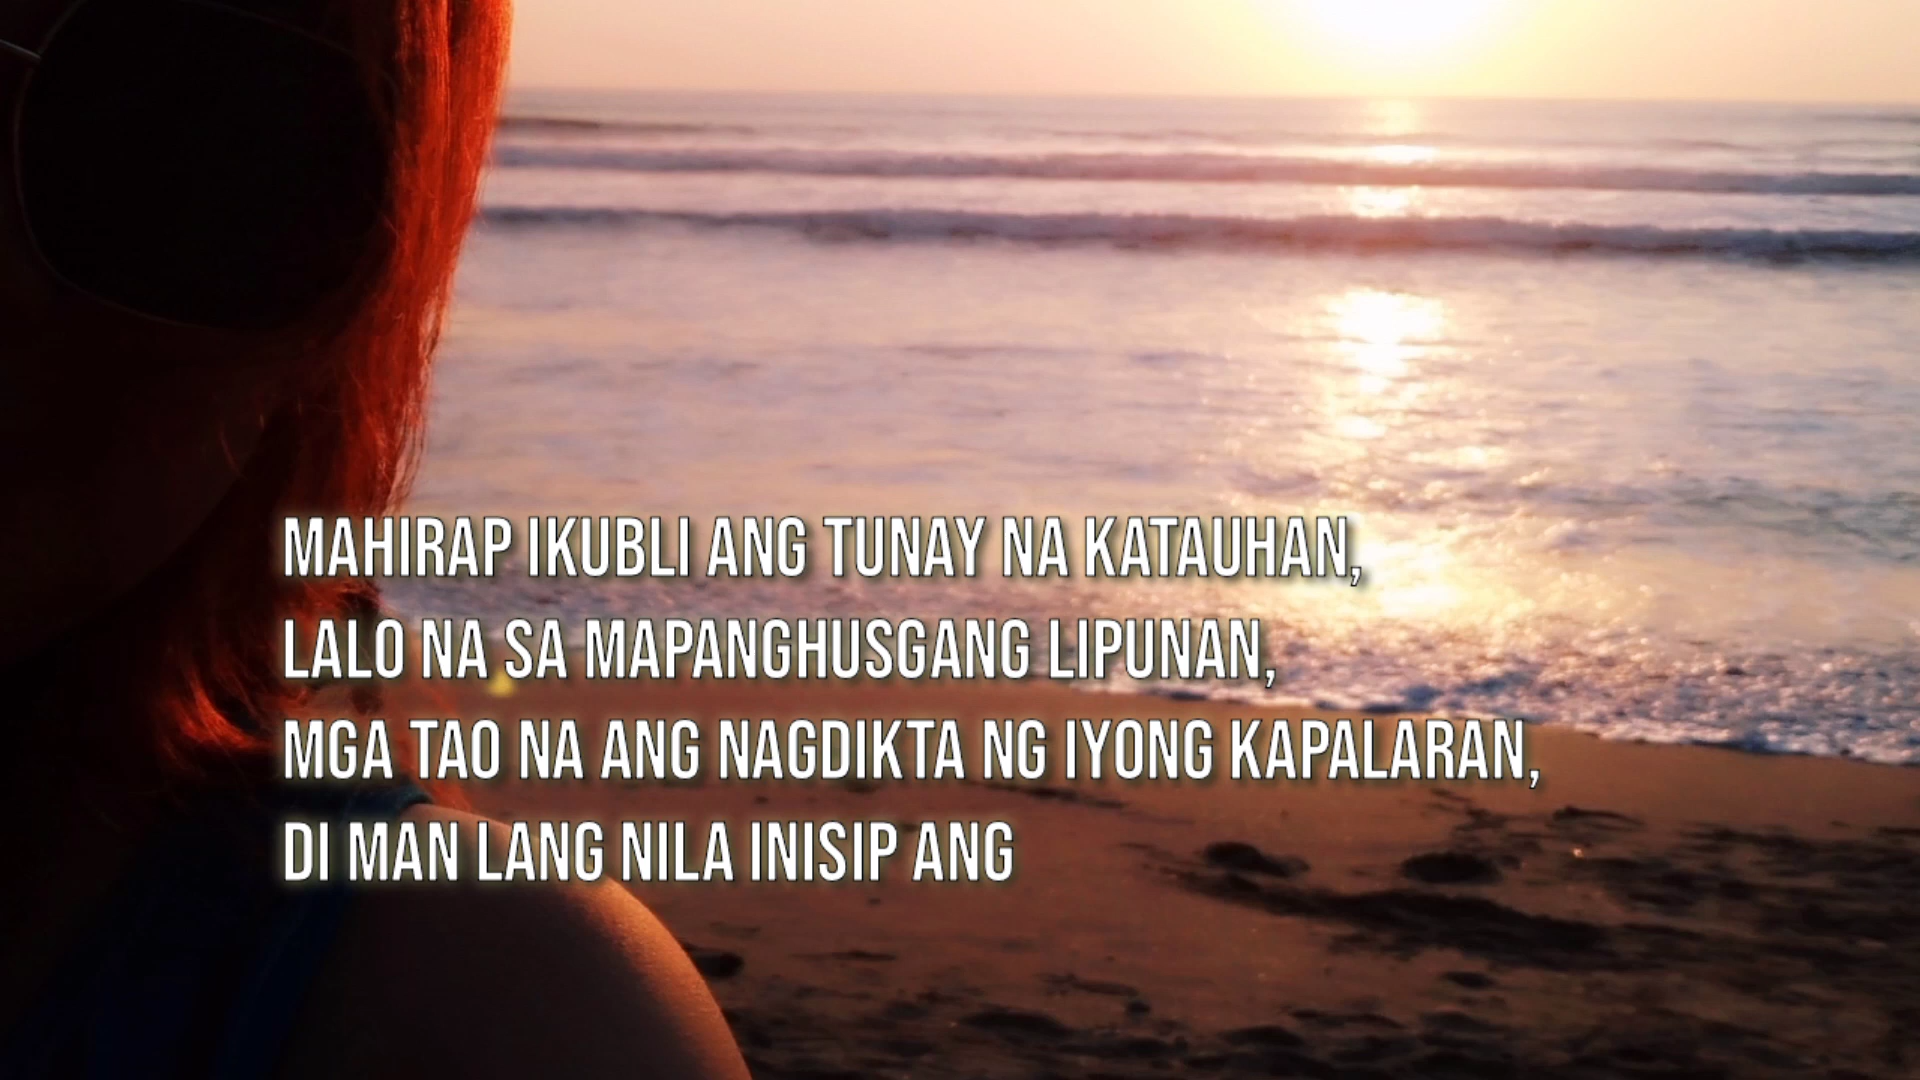 MAHIRAP IKUBLI ANG TUNAY NA KATAUHAN,
LALO NA SA MAPANGHUSGANG LIPUNAN,
MGA TAO NA ANG NAGDIKTA NG IYONG KAPALARAN,
DI MAN LANG NILA INISIP ANG